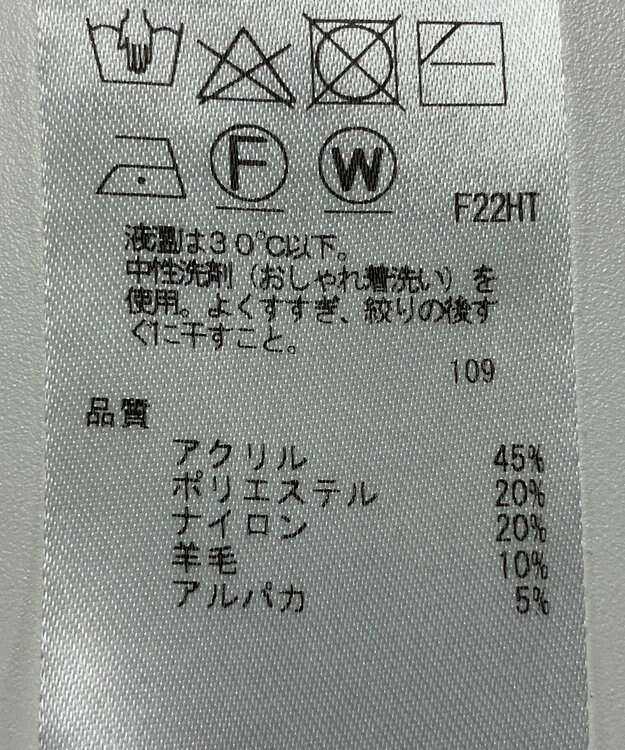 F
W
F22HT
液温は30℃以下。
中性洗剤（おしゃれ着洗い）を
使用。よくすすぎ、絞りの後す
ぐに干すこと。
109
品質
アクリル 45%
ポリエステル 20%
ナイロン 20%
羊毛 10%
アルパカ 5%